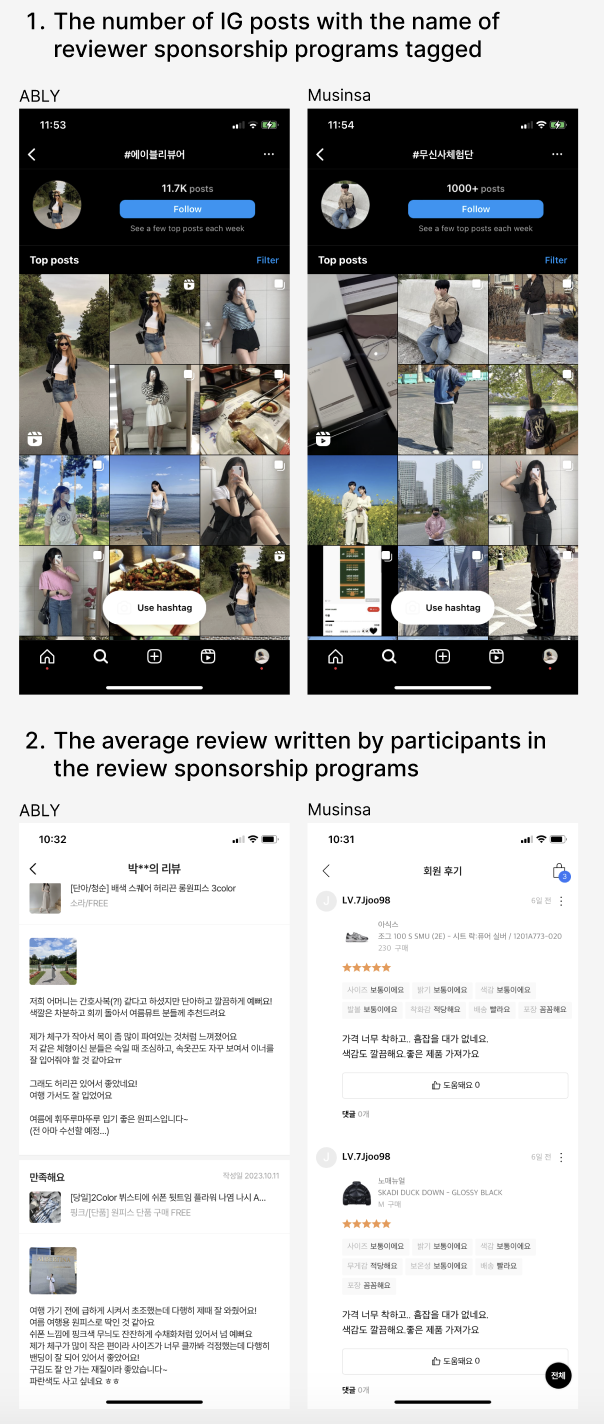 1. The number of IG posts with the name of
reviewer sponsorship programs tagged
ABLY
11:53
#에이블리뷰어
11.7K posts
Follow
See a few top posts each week
Top posts
Filter
Use hashtag
Musinsa
11:54
#무신사체험단
1000+ posts
Follow
See a few top posts each week
Top posts
Filter
Use hashtag
2. The average review written by participants in
the review sponsorship programs
ABLY
10:32
박**의 리뷰
[단아/청순] 배색 스퀘어 허리끈 롱원피스 3color
소라/FREE
저희 어머니는 간호사복(?!) 같다고 하셨지만 단아하고 깔끔하게 예뻐요!
색깔은 차분하고 회끼 돌아서 여름뮤트 분들께 추천드려요
제가 체구가 작아서 목이 좀 많이 파여있는 것처럼 느껴졌어요
저 같은 체형이신 분들은 숙일 때 조심하고, 속옷끈도 자꾸 보여서 이너를
잘 입어줘야 할 것 같아요ㅠ
그래도 허리끈 있어서 좋았네요!
여행 가서도 잘 입었어요
여름에 휘뚜루마뚜루 입기 좋은 원피스입니다~
(전 아마 수선할 예정...)
만족해요
작성일 2023.10.11
[당일]2Color 뷔스티에 쉬폰 뒷트임 플라워 나염 나시 A...
핑크/[단품] 원피스 단품 구매 FREE
여행 가기 전에 급하게 시켜서 초조했는데 다행히 제때 잘 와줬어요!
여름 여행용 원피스로 딱인 것 같아요
쉬폰 느낌에 핑크색 무늬도 잔잔하게 수채화처럼 있어서 넘 예뻐요
제가 체구가 많이 작은 편이라 사이즈가 너무 클까봐 걱정했는데 다행히
밴딩이 잘 되어 있어서 좋았어요!
구김도 잘 안 가는 재질이라 좋았습니다~
파란색도 사고 싶네요 ㅎㅎ
Musinsa
10:31
회원 후기
3
J
LV.7Jjoo98
6일 전
아식스
조그 100 S SMU (2E) - 시트 락:퓨어 실버 / 1201A773-020
230 구매
사이즈 보통이에요 밝기 보통이에요 색감 보통이에요
발볼 보통이에요 착화감 적당해요 배송 빨라요 포장 꼼꼼해요
가격 너무 착하고.. 흠잡을 대가 없네요.
색감도 깔끔해요.좋은 제품 가져가요
도움돼요 0
댓글 0개
J
LV.7Jjoo98
6일 전
노매뉴얼
SKADI DUCK DOWN - GLOSSY BLACK
M 구매
사이즈 보통이에요 밝기 보통이에요 색감 보통이에요
무게감 적당해요 보온성 보통이에요 배송 빨라요
포장 꼼꼼해요
가격 너무 착하고.. 흠잡을 대가 없네요.
색감도 깔끔해요.좋은 제품 가져가요
도움돼요 0
전체
댓글 0개